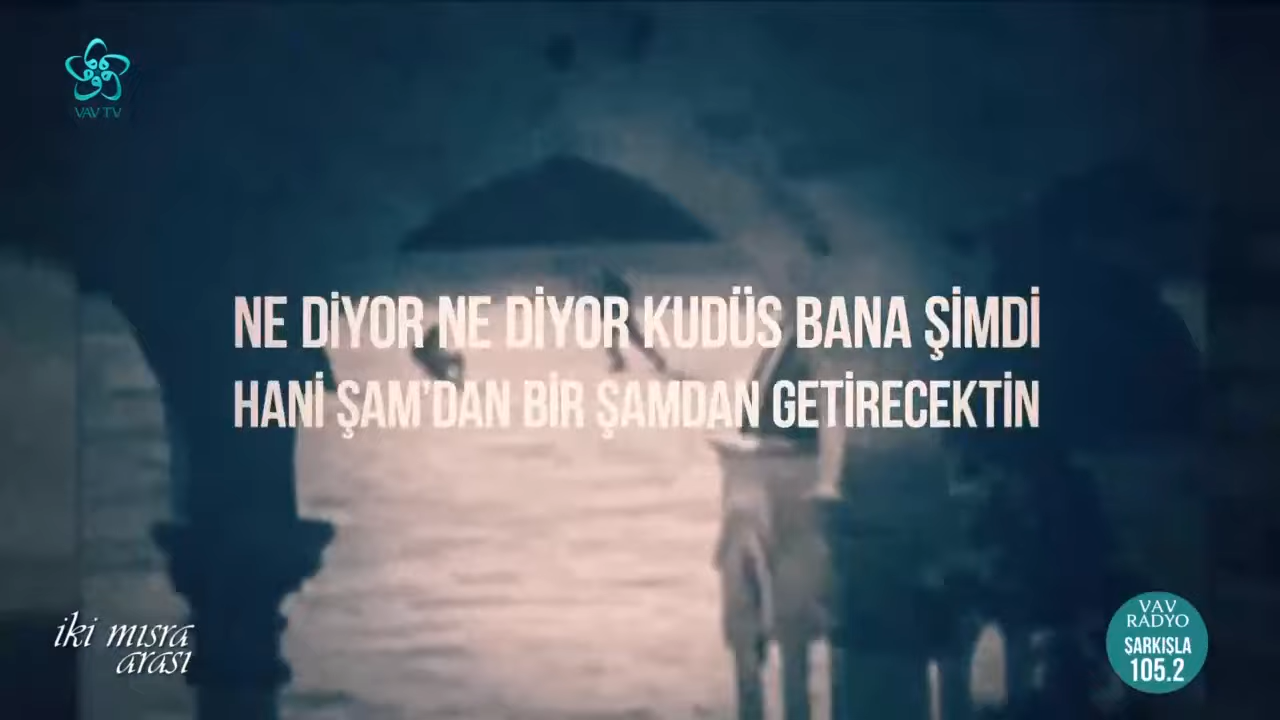 VAV TV
NE DİYOR NE DİYOR KUDÜS BANA ŞİMDİ
HANİ ŞAM'DAN BİR ŞAMDAN GETİRECEKTİN
iki mısra
arası
VAV
RADYO
ŞARKIŞLA
105.2